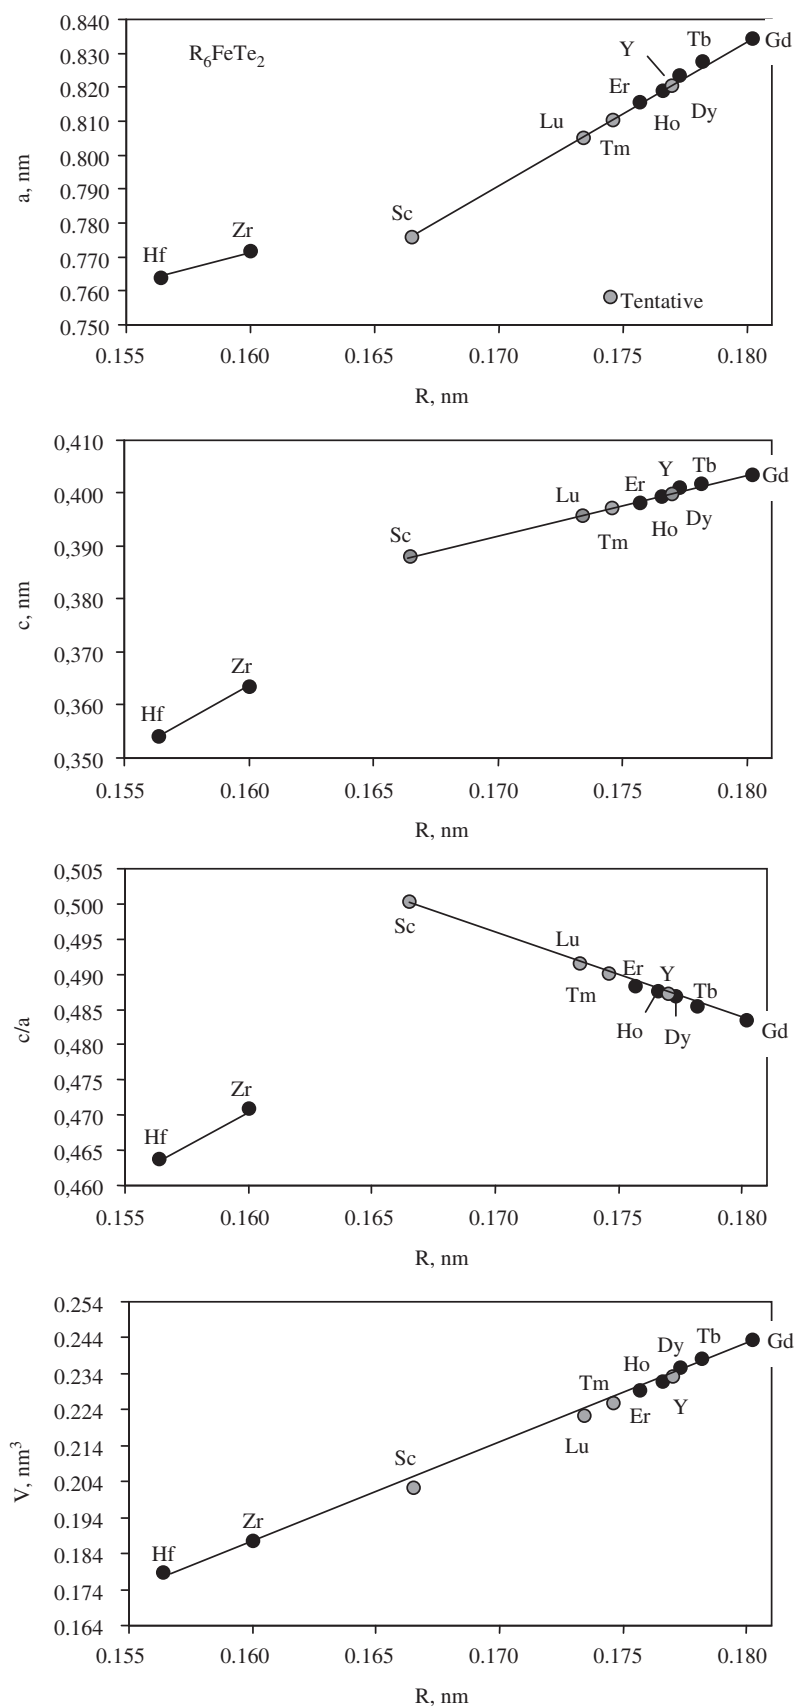 0.840
0.830
0.820
0.810
0.800
0.790
0.780
0.770
0.760
0.750
a, nm
R6FeTe2
Hf
Zr
Sc
Lu
Tm
Er
Y
Ho
Dy
Tb
Gd
Tentative
0.155 0.160 0.165 0.170 0.175 0.180
R, nm
0,410
0,400
0,390
0,380
0,370
0,360
0,350
c, nm
Hf
Zr
Sc
Lu
Tm
Er
Y
Ho
Dy
Tb
Gd
0.155 0.160 0.165 0.170 0.175 0.180
R, nm
0,505
0,500
0,495
0,490
0,485
0,480
0,475
0,470
0,465
0,460
c/a
Hf
Zr
Sc
Lu
Tm
Er
Y
Ho
Dy
Tb
Gd
0.155 0.160 0.165 0.170 0.175 0.180
R, nm
0.254
0.244
0.234
0.224
0.214
0.204
0.194
0.184
0.174
0.164
V, nm³
Hf
Zr
Sc
Lu
Tm
Er
Ho
Y
Dy
Tb
Gd
0.155 0.160 0.165 0.170 0.175 0.180
R, nm